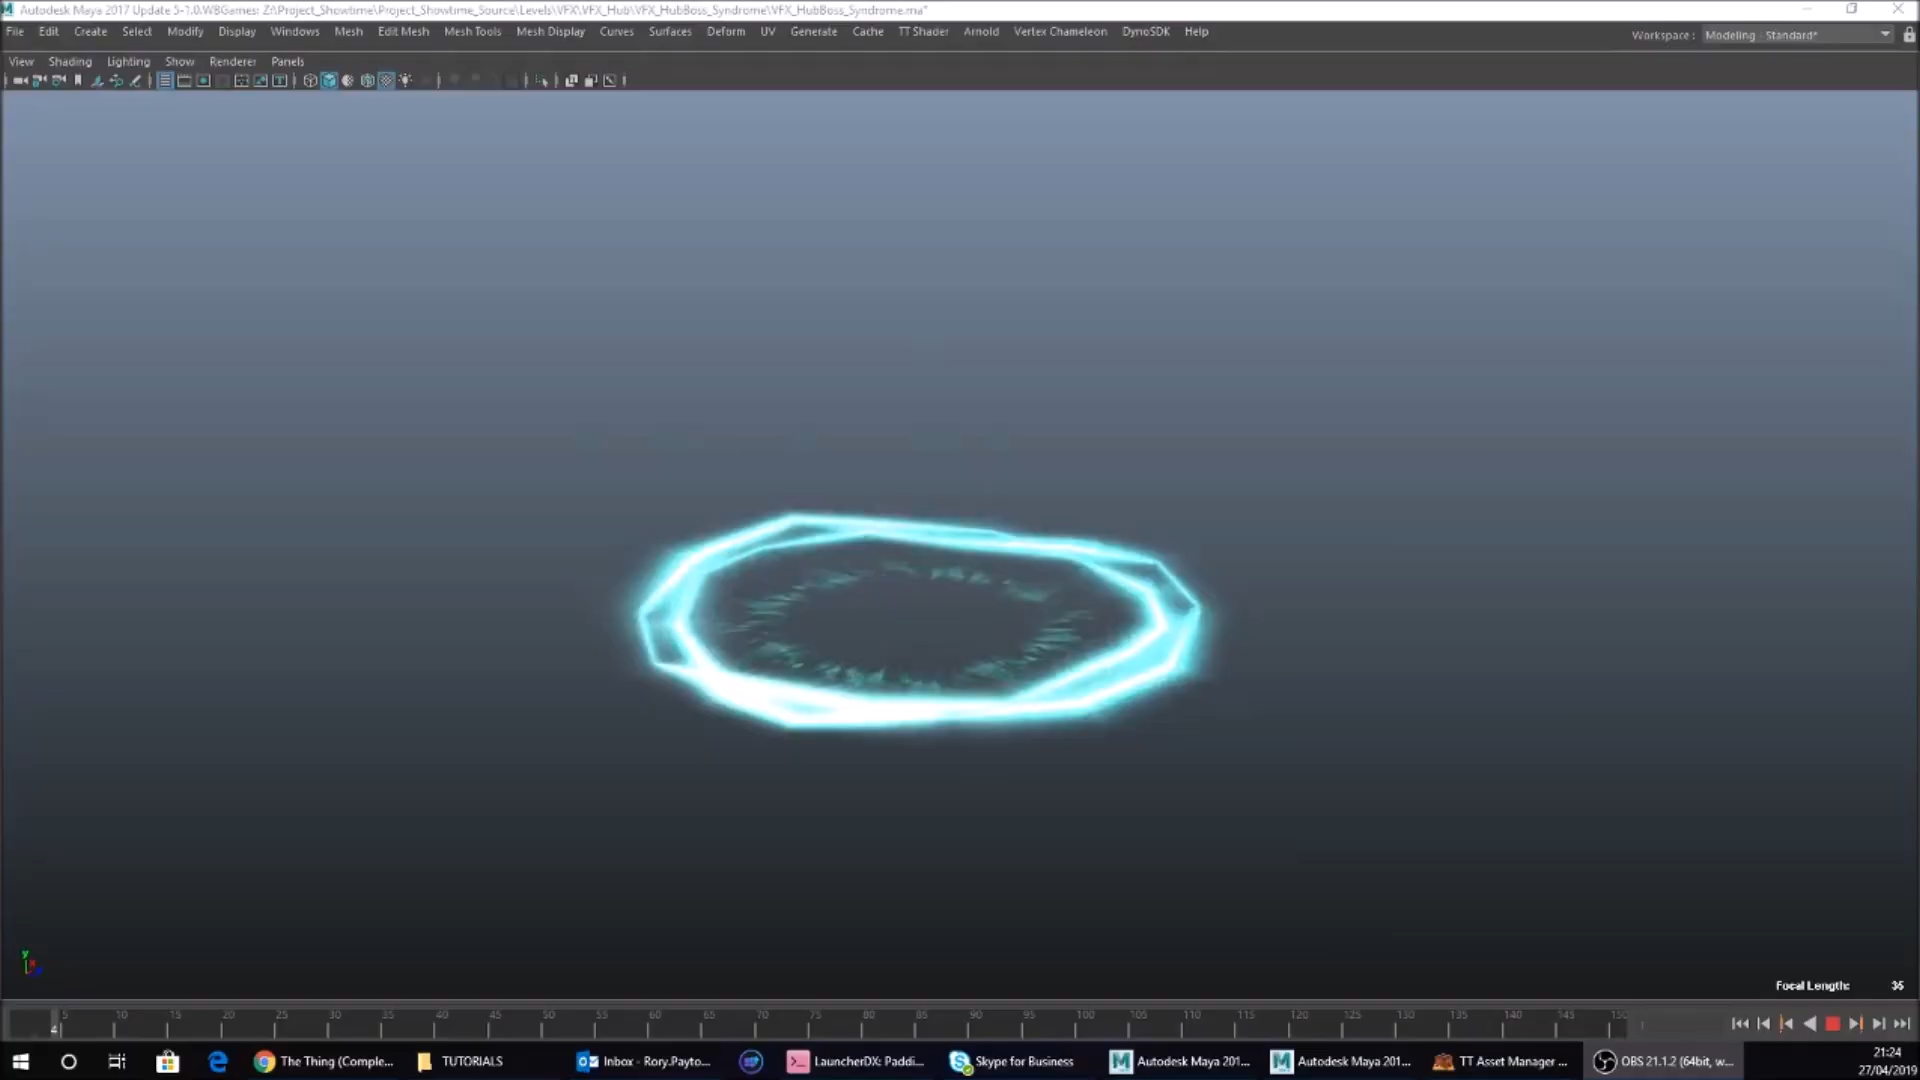 Autodesk Maya 2017 Update 5-1.0.WBGames: Z:\Project_Showtime\Project_Showtime_Source\Levels\VFX\VFX_Hub\VFX_HubBoss_Syndrome\VFX_HubBoss_Syndrome.ma*
File Edit Create Select Modify Display Windows Mesh Edit Mesh Mesh Tools Mesh Display Curves Surfaces Deform UV Generate Cache TT Shader Arnold Vertex Chameleon DynoSDK Help Workspace : Modeling - Standard*
View Shading Lighting Show Renderer Panels
y
Focal Length: 35
5 10 15 20 25 30 35 40 45 50 55 60 65 70 75 80 85 90 95 100 105 110 115 120 125 130 135 140 145 150
4
The Thing (Comple... TUTORIALS Inbox - Rory.Payto... LauncherDX: Paddi... Skype for Business Autodesk Maya 201... Autodesk Maya 201... TT Asset Manager ... OBS 21.1.2 (64bit, w...
21:24
27/04/2019